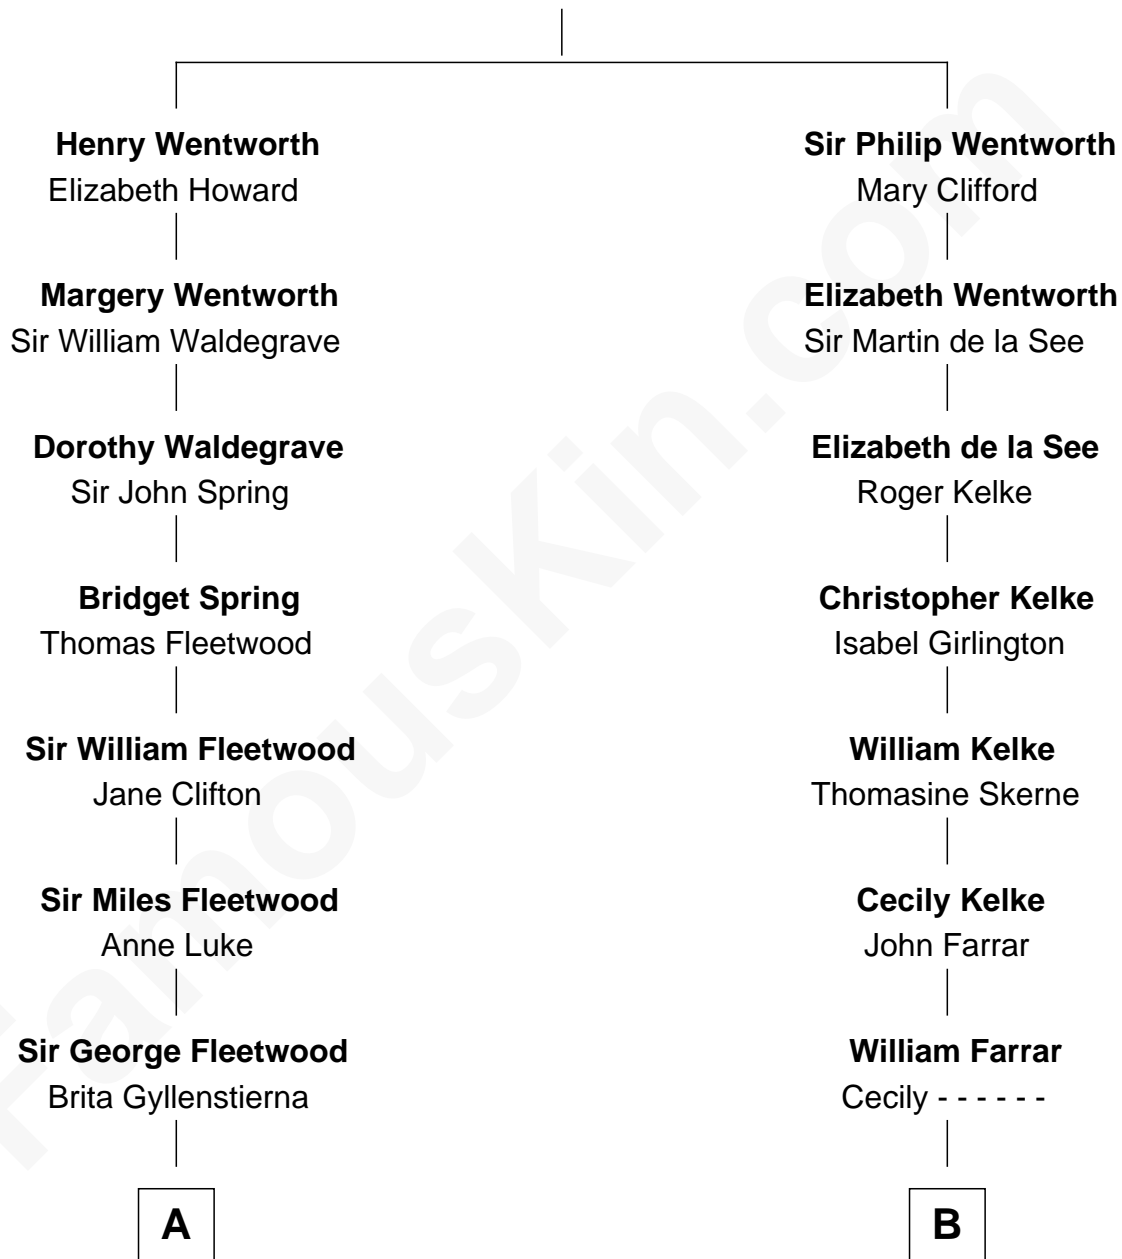 Henry Wentworth
Elizabeth Howard
Margery Wentworth
Sir William Waldegrave
Dorothy Waldegrave
Sir John Spring
Bridget Spring
Thomas Fleetwood
Sir William Fleetwood
Jane Clifton
Sir Miles Fleetwood
Anne Luke
Sir George Fleetwood
Brita Gyllenstierna
A
Sir Philip Wentworth
Mary Clifford
Elizabeth Wentworth
Sir Martin de la See
Elizabeth de la See
Roger Kelke
Christopher Kelke
Isabel Girlington
William Kelke
Thomasine Skerne
Cecily Kelke
John Farrar
William Farrar
Cecily - - - - - -
B
FamousKin.com